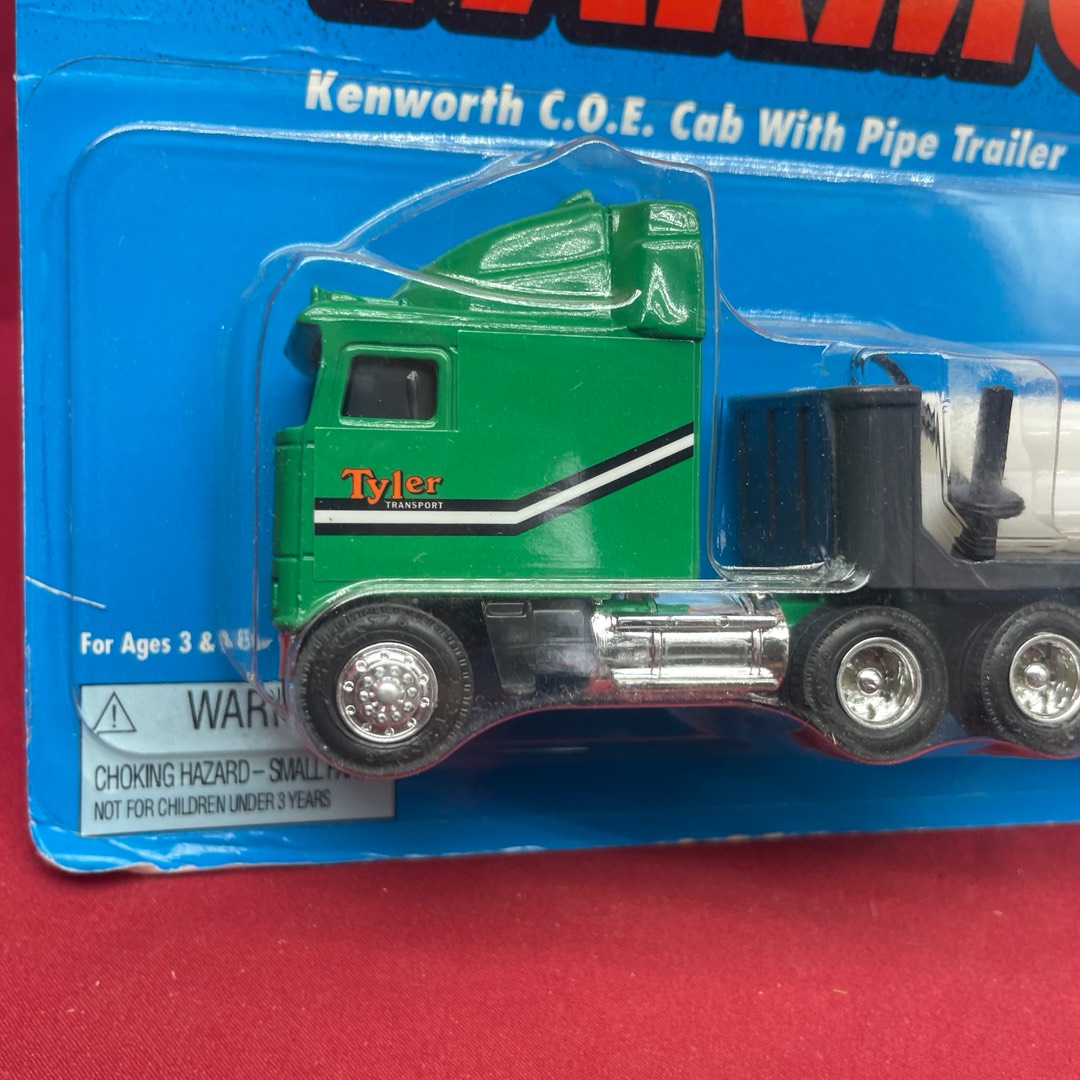 Kenworth C.O.E. Cab With Pipe Trailer
Tyler
TRANSPORT
For Ages 3 &
CHOKING HAZARD – SMALL
NOT FOR CHILDREN UNDER 3 YEARS